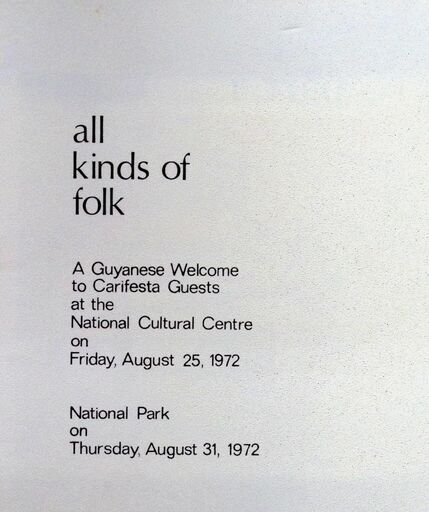 all
kinds of
folk
A Guyanese Welcome
to Carifesta Guests
at the
National Cultural Centre
on
Friday, August 25, 1972
National Park
on
Thursday, August 31, 1972